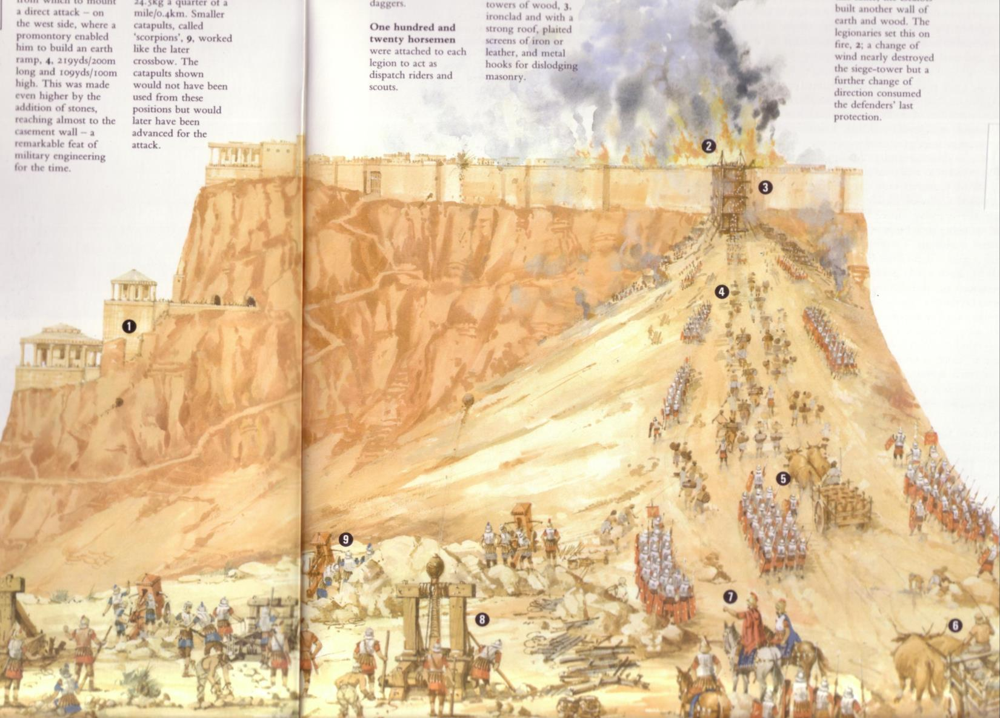 from which to mount
a direct attack – on
the west side, where a
promontory enabled
him to build an earth
ramp, 4, 219yds/200m
long and 109yds/100m
high. This was made
even higher by the
addition of stones,
reaching almost to the
casement wall – a
remarkable feat of
military engineering
for the time.
24.5kg a quarter of a
mile/0.4km. Smaller
catapults, called
‘scorpions’, 9, worked
like the later
crossbow. The
catapults shown
would not have been
used from these
positions but would
later have been
advanced for the
attack.
daggers.
One hundred and
twenty horsemen
were attached to each
legion to act as
dispatch riders and
scouts.
towers of wood, 3,
ironclad and with a
strong roof, plaited
screens of iron or
leather, and metal
hooks for dislodging
masonry.
built another wall of
earth and wood. The
legionaries set this on
fire, 2; a change of
wind nearly destroyed
the siege-tower but a
further change of
direction consumed
the defenders’ last
protection.
2
3
4
1
5
9
7
8
6